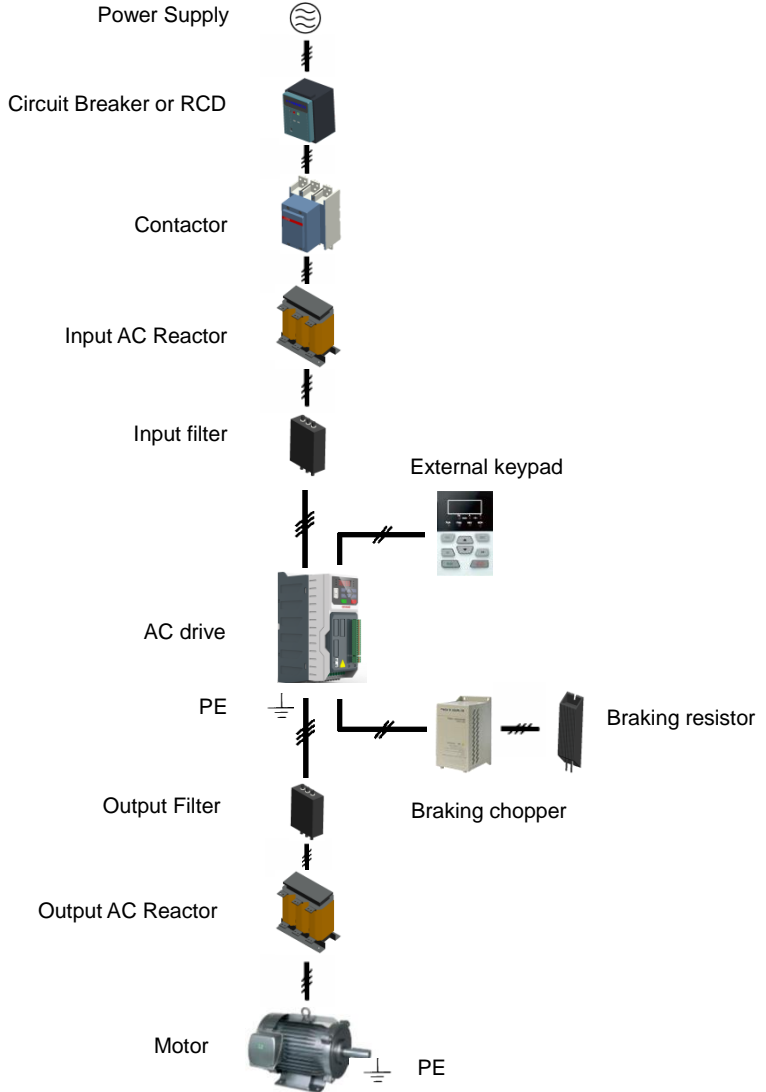 Power Supply
Circuit Breaker or RCD
Contactor
Input AC Reactor
Input filter
External keypad
AC drive
PE
Braking resistor
Output Filter
Braking chopper
Output AC Reactor
Motor
PE